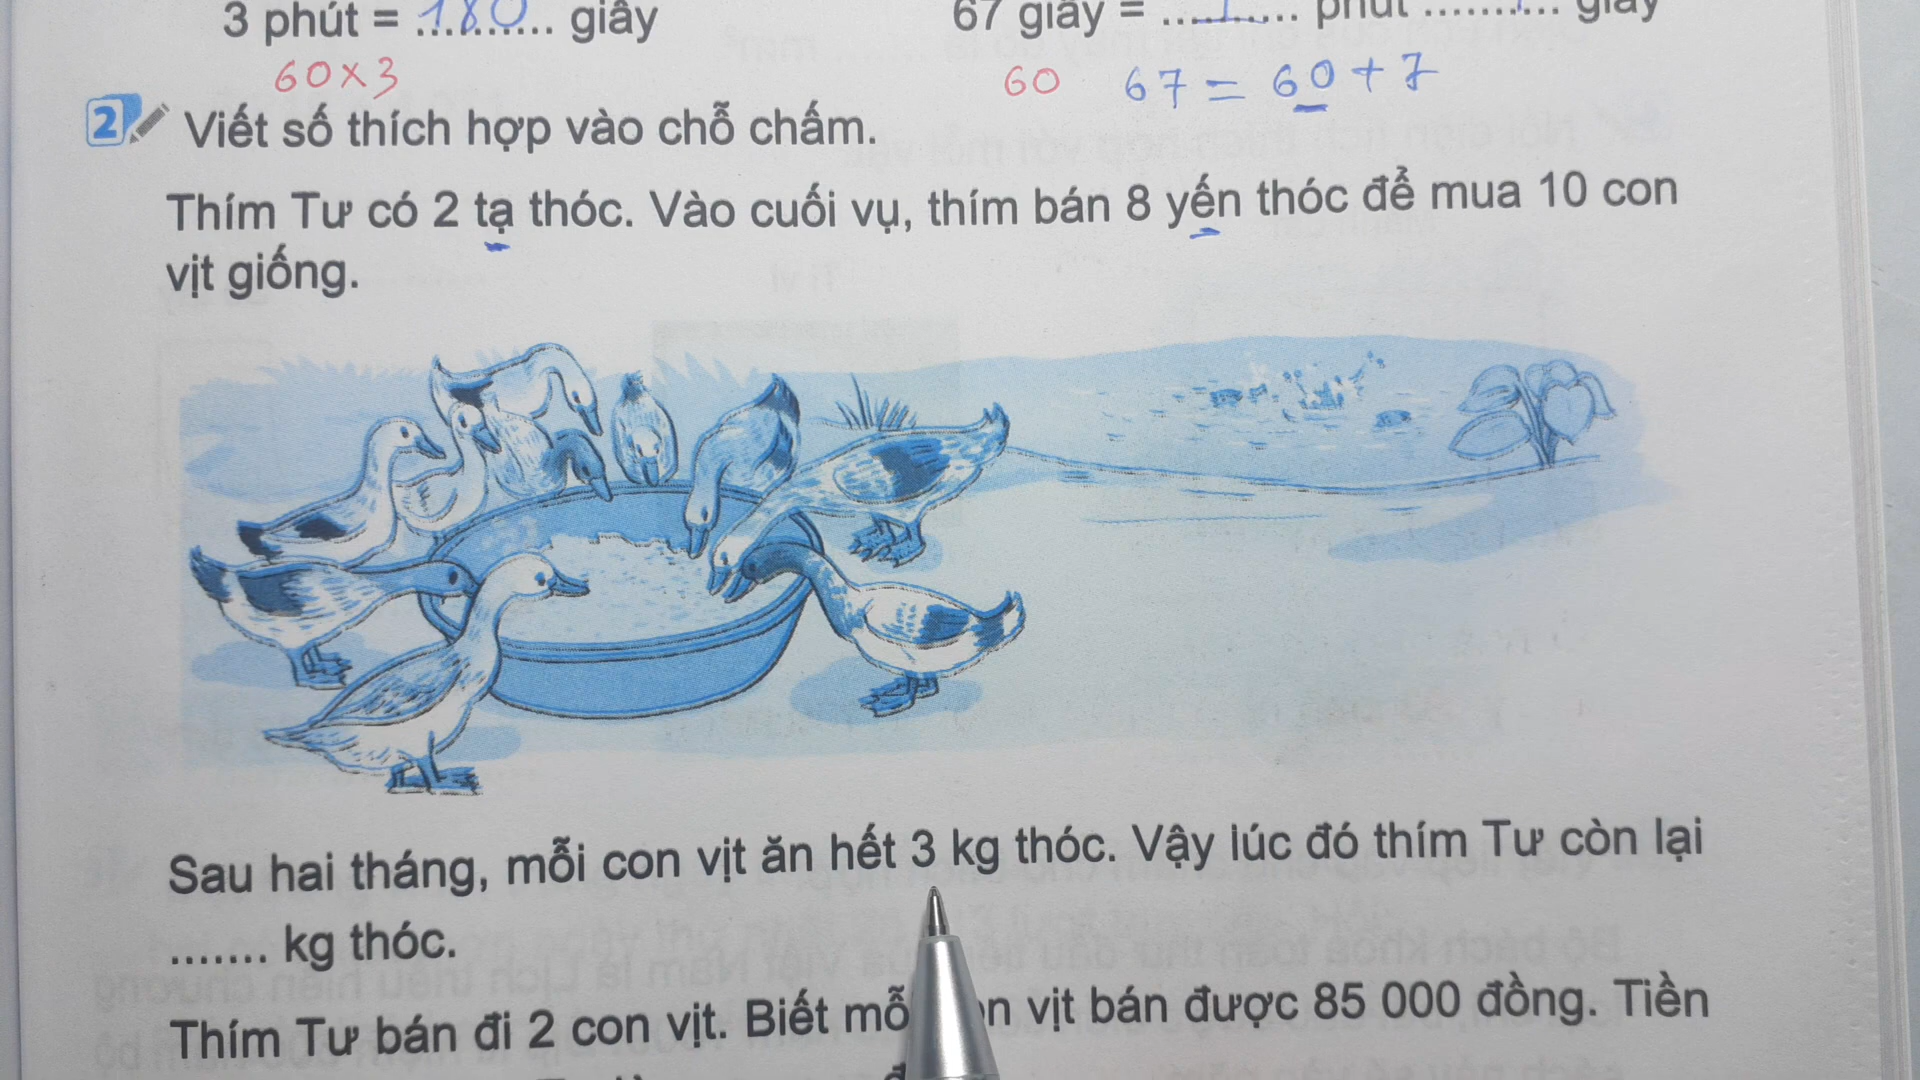 3 phút = 180 giây 67 giây = ....1.... phút .......... giây
60 x 3 60 67 = 60 + 7
2 Viết số thích hợp vào chỗ chấm.
Thím Tư có 2 tạ thóc. Vào cuối vụ, thím bán 8 yến thóc để mua 10 con
vịt giống.
Sau hai tháng, mỗi con vịt ăn hết 3 kg thóc. Vậy lúc đó thím Tư còn lại
....... kg thóc.
Thím Tư bán đi 2 con vịt. Biết vịt bán được 85 000 đồng. Tiền